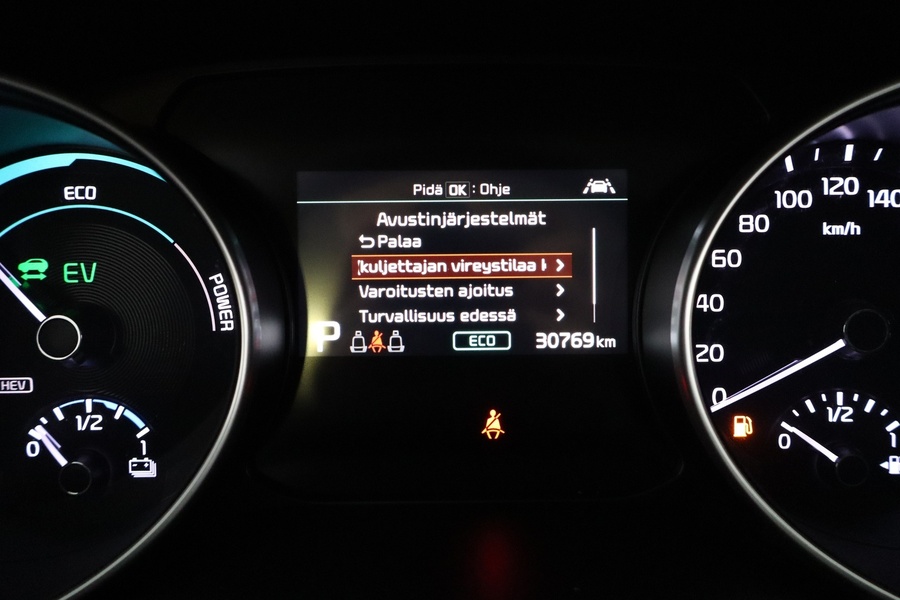 ECO
EV
POWER
HEV
0 1/2 1
Pidä OK : Ohje
Avustinjärjestelmät
Palaa
(kuljettajan vireystilaa
Varoitusten ajoitus
Turvallisuus edessä
P
ECO
30769 km
0
20
40
60
80
100
120
140
km/h
0 1/2 1